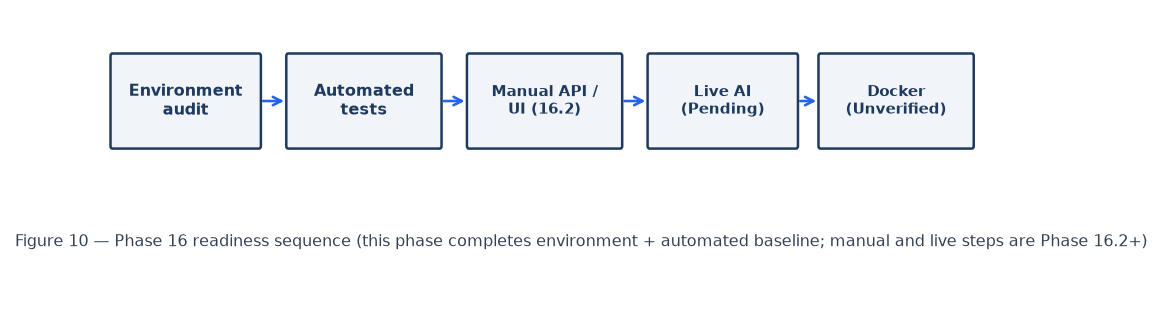 Environment
audit
Automated
tests
Manual API /
UI (16.2)
Live AI
(Pending)
Docker
(Unverified)
Figure 10 — Phase 16 readiness sequence (this phase completes environment + automated baseline; manual and live steps are Phase 16.2+)